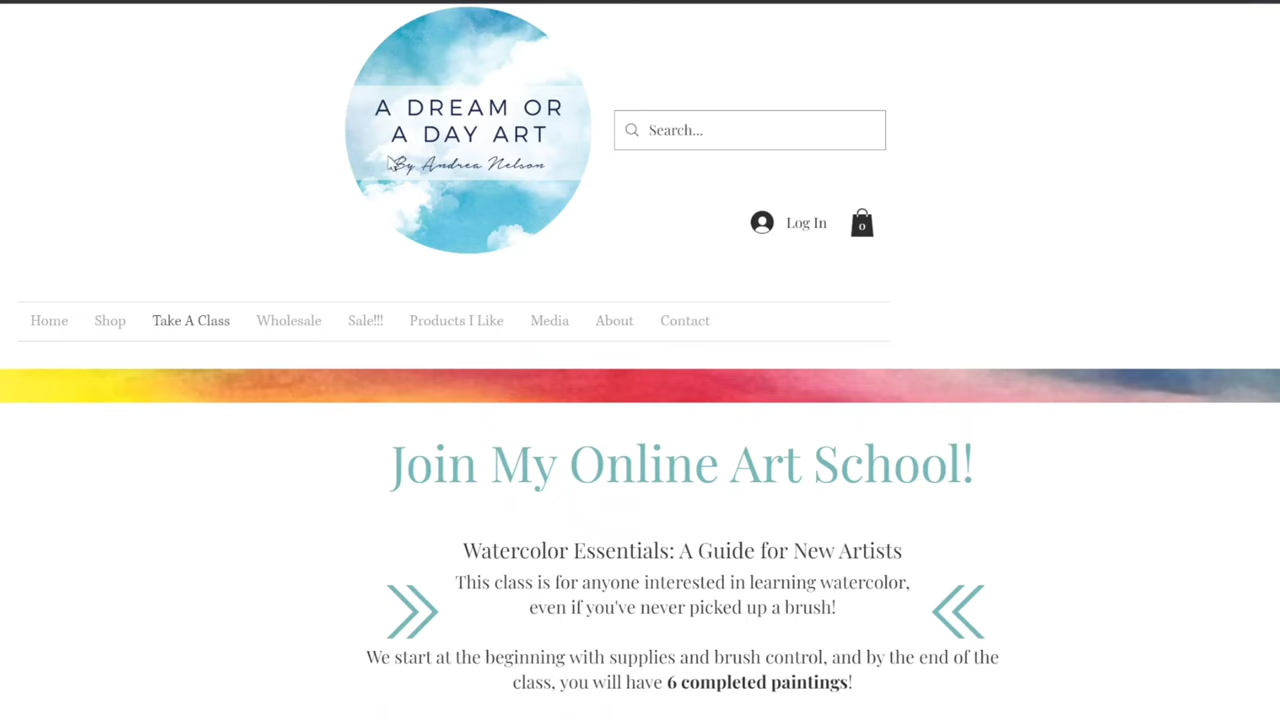 A DREAM OR
A DAY ART
By Andrea Nelson
Search...
Log In
0
Home
Shop
Take A Class
Wholesale
Sale!!!
Products I Like
Media
About
Contact
Join My Online Art School!
Watercolor Essentials: A Guide for New Artists
This class is for anyone interested in learning watercolor,
even if you've never picked up a brush!
We start at the beginning with supplies and brush control, and by the end of the
class, you will have 6 completed paintings!